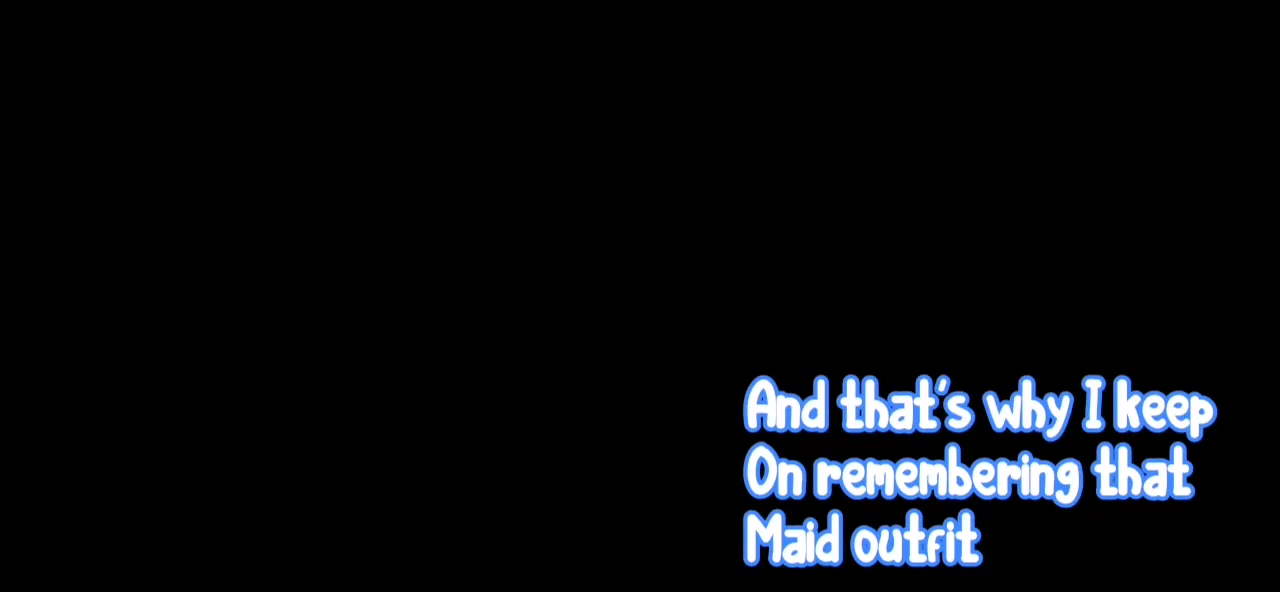 And that's why I keep
On remembering that
Maid outfit